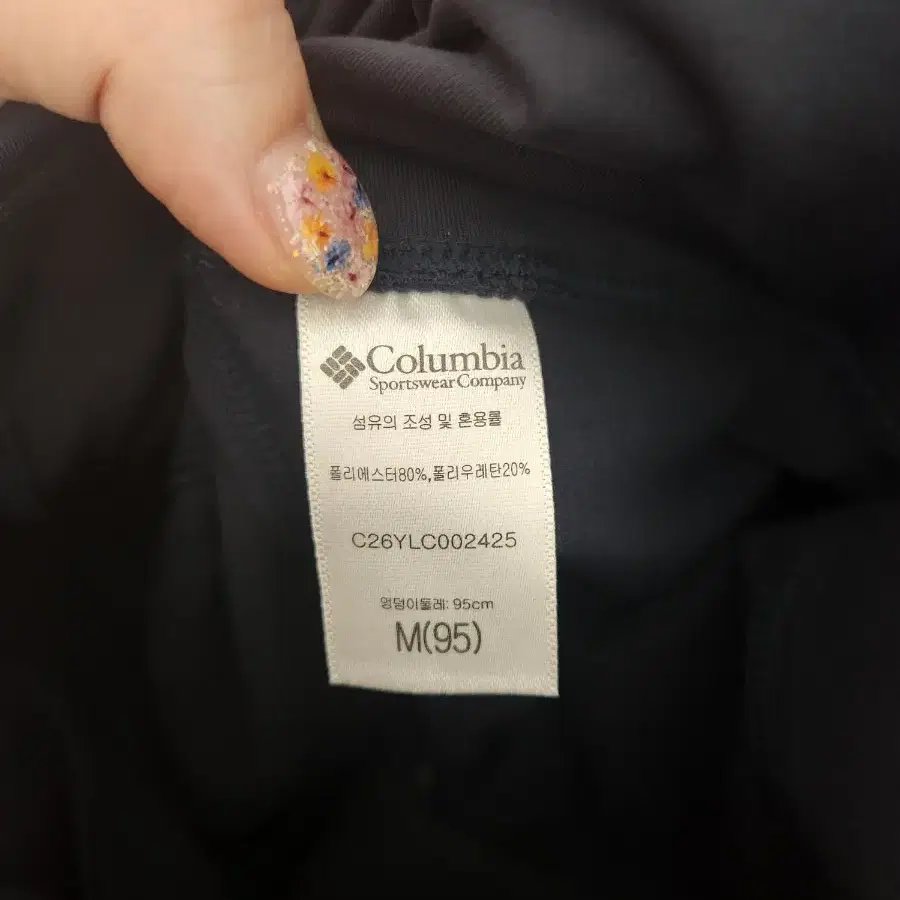 Columbia
Sportswear Company
섬유의 조성 및 혼용률
폴리에스터80%,폴리우레탄20%
C26YLC002425
엉덩이둘레: 95cm
M(95)